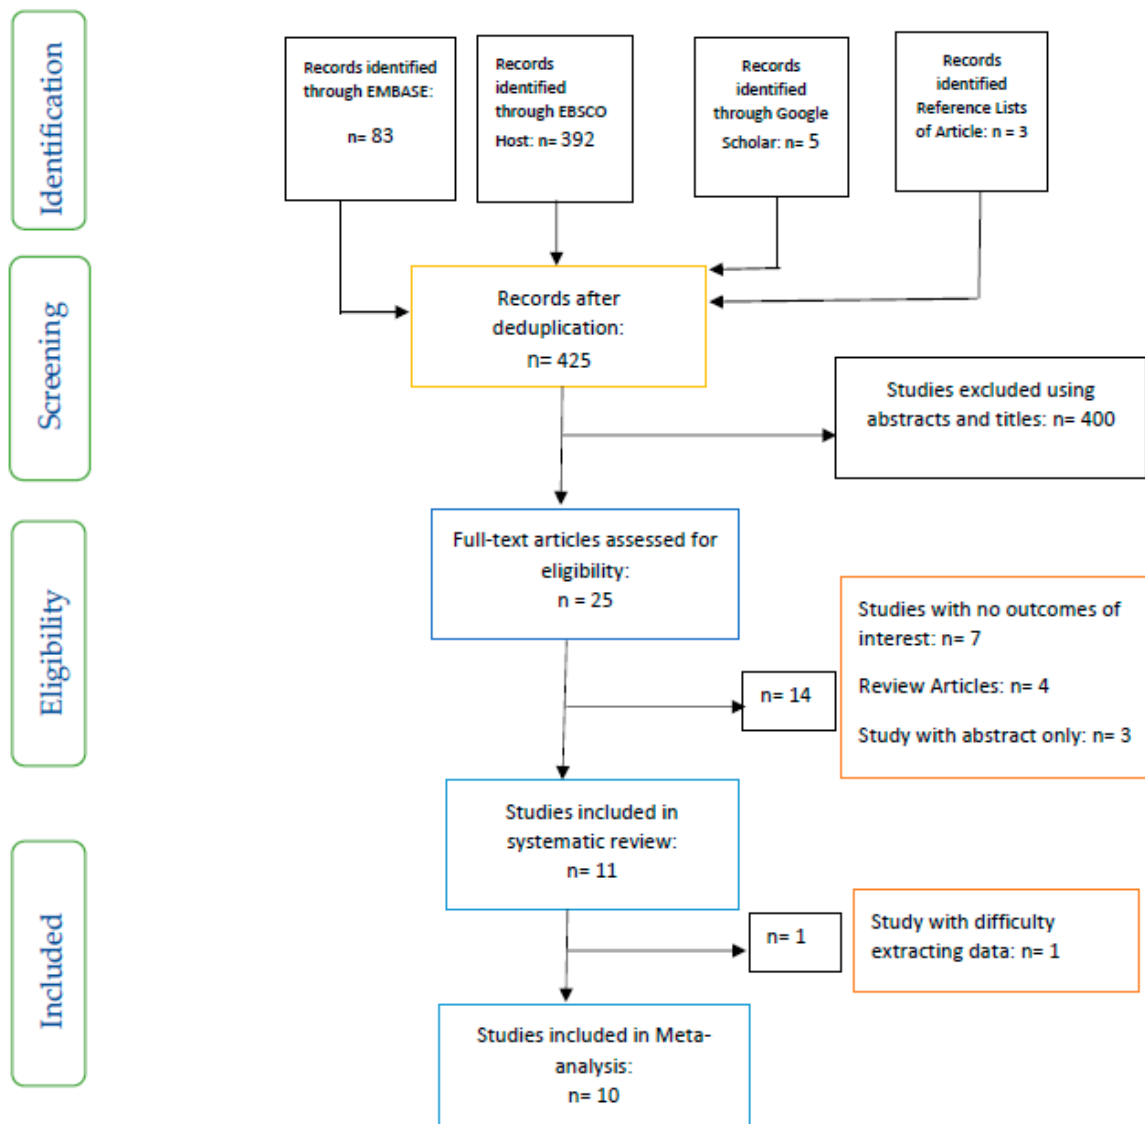 Identification
Records identified
through EMBASE:
n= 83
Records
identified
through EBSCO
Host: n= 392
Records
identified
through Google
Scholar: n= 5
Records
identified
Reference Lists
of Article: n = 3
Screening
Records after
deduplication:
n= 425
Studies excluded using
abstracts and titles: n= 400
Eligibility
Full-text articles assessed for
eligibility:
n = 25
n= 14
Studies with no outcomes of
interest: n= 7
Review Articles: n= 4
Study with abstract only: n= 3
Included
Studies included in
systematic review:
n= 11
n= 1
Study with difficulty
extracting data: n= 1
Studies included in Meta-
analysis:
n= 10